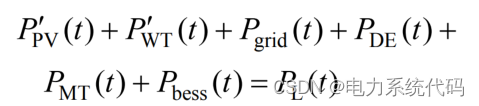 P′PV(t) + P′WT(t) + Pgrid(t) + PDE(t) +
PMT(t) + Pbess(t) = PL(t)
CSDN @电力系统代码